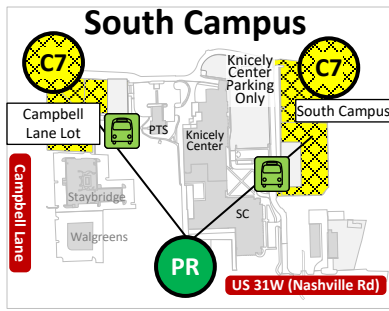 South Campus
C7
C7
Knicely
Center
Parking
Only
Campbell
Lane Lot
PTS
South Campus
Knicely
Center
Campbell Lane
Staybridge
SC
Walgreens
PR
US 31W (Nashville Rd)